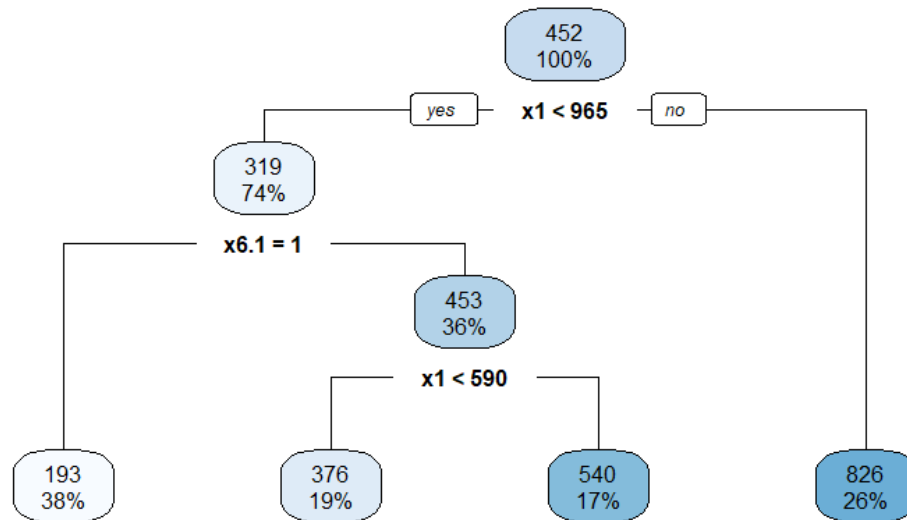 452
100%
yes
x1 < 965
no
319
74%
x6.1 = 1
453
36%
x1 < 590
193
38%
376
19%
540
17%
826
26%